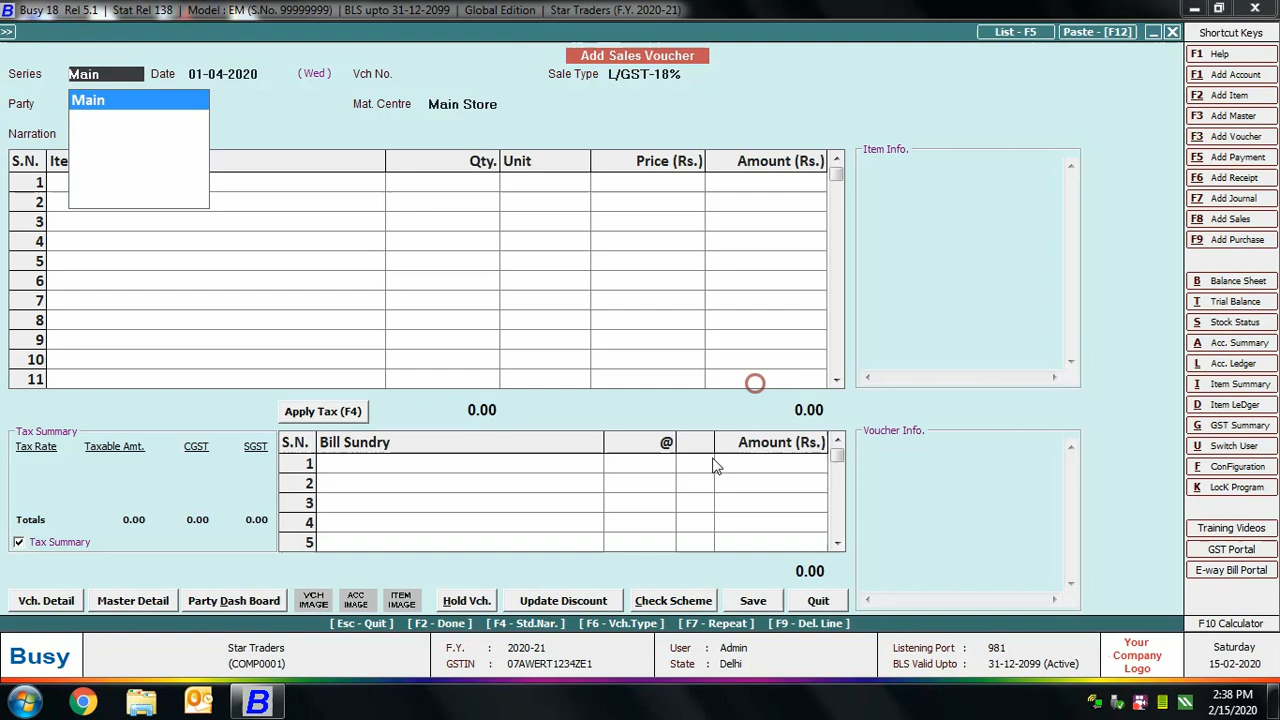 Busy 18 Rel 5.1 | Stat Rel 138 | Model : EM (S.No. 99999999) | BLS upto 31-12-2099 | Global Edition | Star Traders (F.Y. 2020-21)
>> List - F5 Paste - [F12] Shortcut Keys
Add Sales Voucher
Series Main Date 01-04-2020 (Wed) Vch No. Sale Type L/GST-18%
Main
Party Mat. Centre Main Store
Narration
S.N. Ite Qty. Unit Price (Rs.) Amount (Rs.)
1
2
3
4
5
6
7
8
9
10
11
Item Info.
Apply Tax (F4) 0.00 0.00
Tax Summary
Tax Rate Taxable Amt. CGST SGST
Totals 0.00 0.00 0.00
Tax Summary
S.N. Bill Sundry @ Amount (Rs.)
1
2
3
4
5
0.00
Voucher Info.
Vch. Detail Master Detail Party Dash Board VCH IMAGE ACC IMAGE ITEM IMAGE Hold Vch. Update Discount Check Scheme Save Quit
[ Esc - Quit ] [ F2 - Done ] [ F4 - Std.Nar. ] [ F6 - Vch.Type ] [ F7 - Repeat ] [ F9 - Del. Line ]
F1 Help
F1 Add Account
F2 Add Item
F3 Add Master
F3 Add Voucher
F5 Add Payment
F6 Add Receipt
F7 Add Journal
F8 Add Sales
F9 Add Purchase
B Balance Sheet
T Trial Balance
S Stock Status
A Acc. Summary
L Acc. Ledger
I Item Summary
D Item LeDger
G GST Summary
U Switch User
F ConFiguration
K LocK Program
Training Videos
GST Portal
E-way Bill Portal
F10 Calculator
Busy
Star Traders
(COMP0001)
F.Y. : 2020-21
GSTIN : 07AWERT1234ZE1
User : Admin
State : Delhi
Listening Port : 981
BLS Valid Upto : 31-12-2099 (Active)
Your
Company
Logo
Saturday
15-02-2020
2:38 PM
2/15/2020